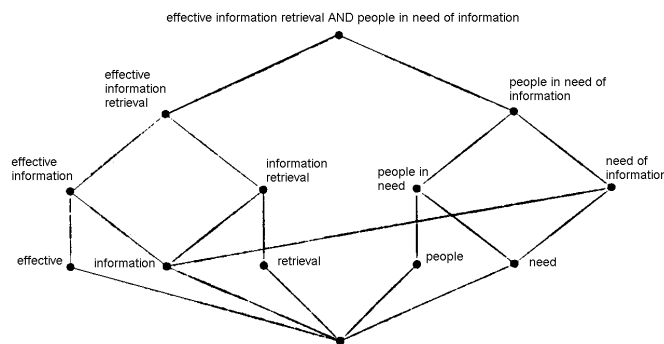 effective information retrieval AND people in need of information
effective
information
retrieval
people in need of
information
effective
information
information
retrieval
people in
need
need of
information
effective
information
retrieval
people
need